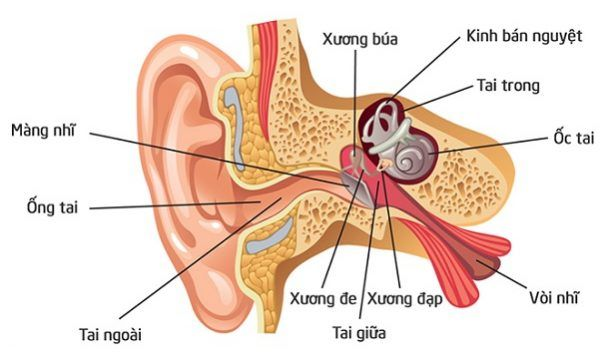 Xương búa
Kinh bán nguyệt
Tai trong
Ốc tai
Màng nhĩ
Ống tai
Tai ngoài
Xương đe
Xương đạp
Tai giữa
Vòi nhĩ